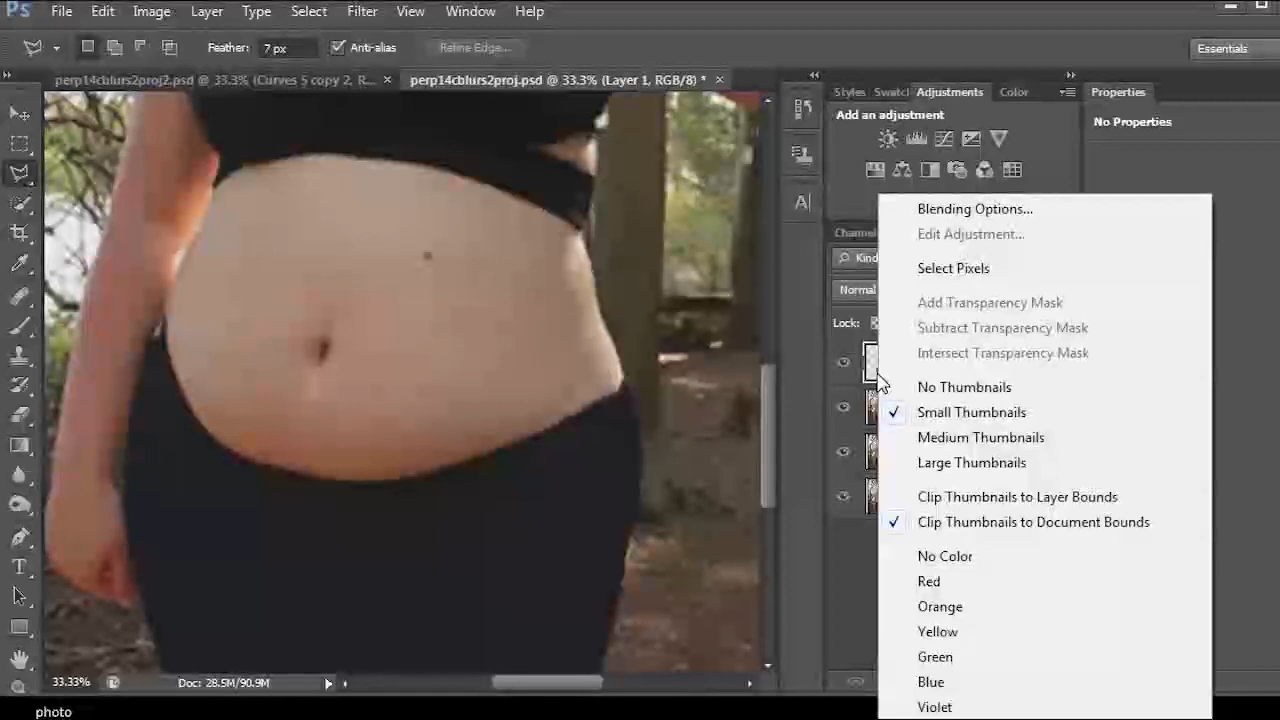 Ps File Edit Image Layer Type Select Filter View Window Help
Feather: 7 px Anti-alias Refine Edge... Essentials
perp14cblurs2proj2.psd @ 33.3% (Curves 5 copy 2, R... × perp14cblurs2proj.psd @ 33.3% (Layer 1, RGB/8) * ×
Styles Swatcl Adjustments Color Properties
Add an adjustment
No Properties
A
Channe
Kind
Normal
Lock:
Blending Options...
Edit Adjustment...
Select Pixels
Add Transparency Mask
Subtract Transparency Mask
Intersect Transparency Mask
No Thumbnails
Small Thumbnails
Medium Thumbnails
Large Thumbnails
Clip Thumbnails to Layer Bounds
Clip Thumbnails to Document Bounds
No Color
Red
Orange
Yellow
Green
Blue
Violet
T
33.33% Doc: 28.5M/90.9M
photo